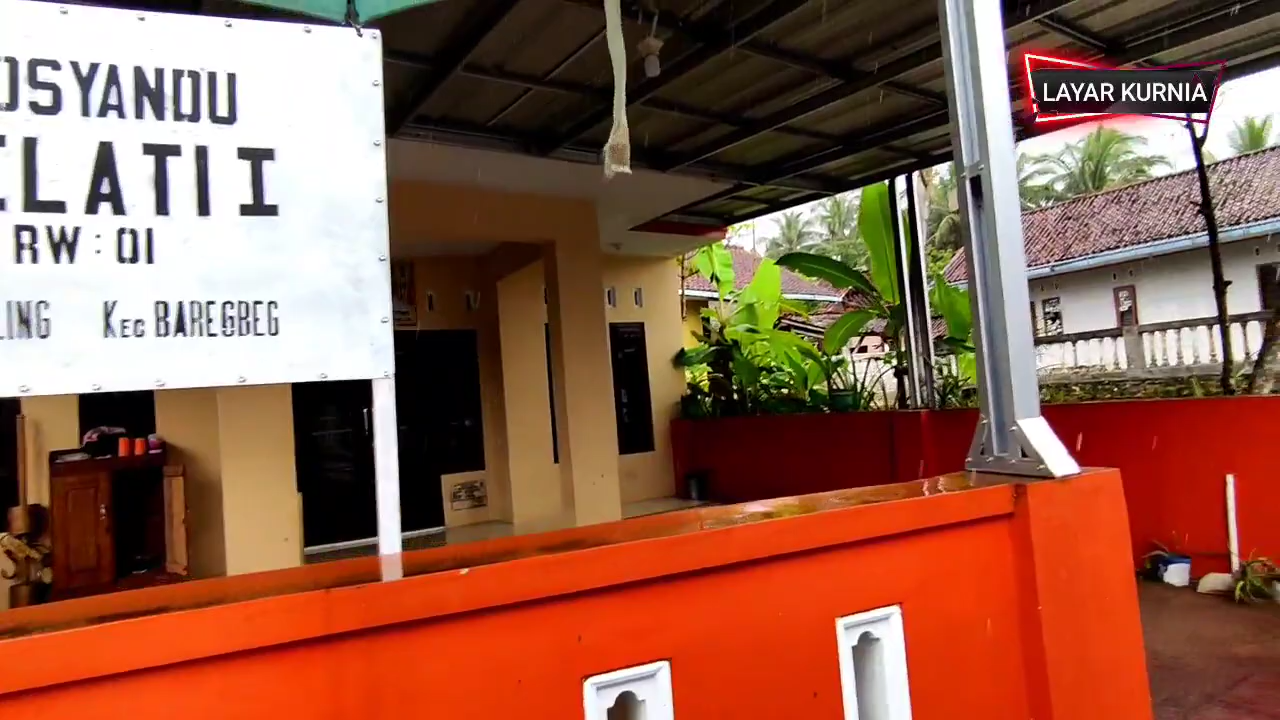 OSYANDU
ELATI I
RW : 01
LING KEC BAREGBEG
LAYAR KURNIA